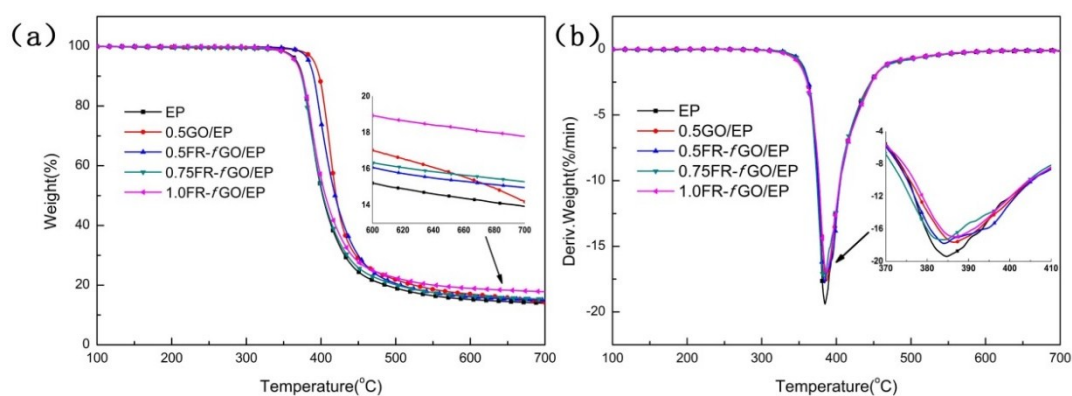 (a)
Weight(%)
100
80
60
40
20
0
EP
0.5GO/EP
0.5FR-fGO/EP
0.75FR-fGO/EP
1.0FR-fGO/EP
20
18
16
14
600 620 640 660 680 700
100 200 300 400 500 600 700
Temperature(°C)
(b)
Deriv.Weight(%/min)
0
-5
-10
-15
-20
EP
0.5GO/EP
0.5FR-fGO/EP
0.75FR-fGO/EP
1.0FR-fGO/EP
-4
-8
-12
-16
-20
370 380 390 400 410
100 200 300 400 500 600 700
Temperature(°C)